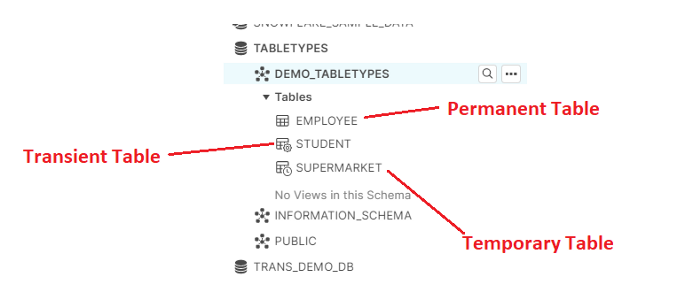 SNOWFLAKE_SAMPLE_DATA
TABLETYPES
DEMO_TABLETYPES
Tables
EMPLOYEE
Permanent Table
STUDENT
Transient Table
SUPERMARKET
No Views in this Schema
INFORMATION_SCHEMA
PUBLIC
Temporary Table
TRANS_DEMO_DB